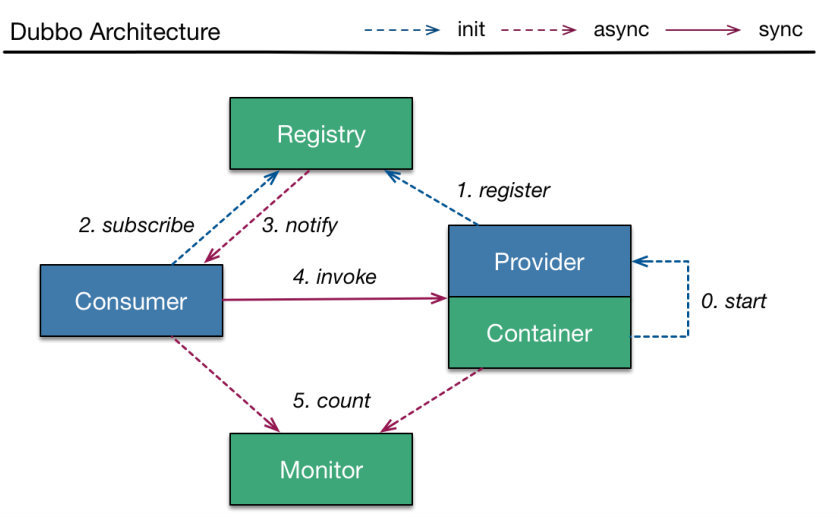 Dubbo Architecture
init
async
sync
Registry
1. register
2. subscribe
3. notify
Provider
Consumer
4. invoke
0. start
Container
5. count
Monitor